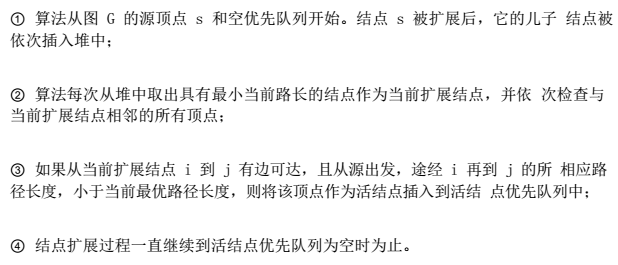 ① 算法从图 G 的源顶点 s 和空优先队列开始。结点 s 被扩展后，它的儿子 结点被
依次插入堆中；
② 算法每次从堆中取出具有最小当前路长的结点作为当前扩展结点，并依 次检查与
当前扩展结点相邻的所有顶点；
③ 如果从当前扩展结点 i 到 j 有边可达，且从源出发，途经 i 再到 j 的所 相应路
径长度，小于当前最优路径长度，则将该顶点作为活结点插入到活结 点优先队列中；
④ 结点扩展过程一直继续到活结点优先队列为空时为止。